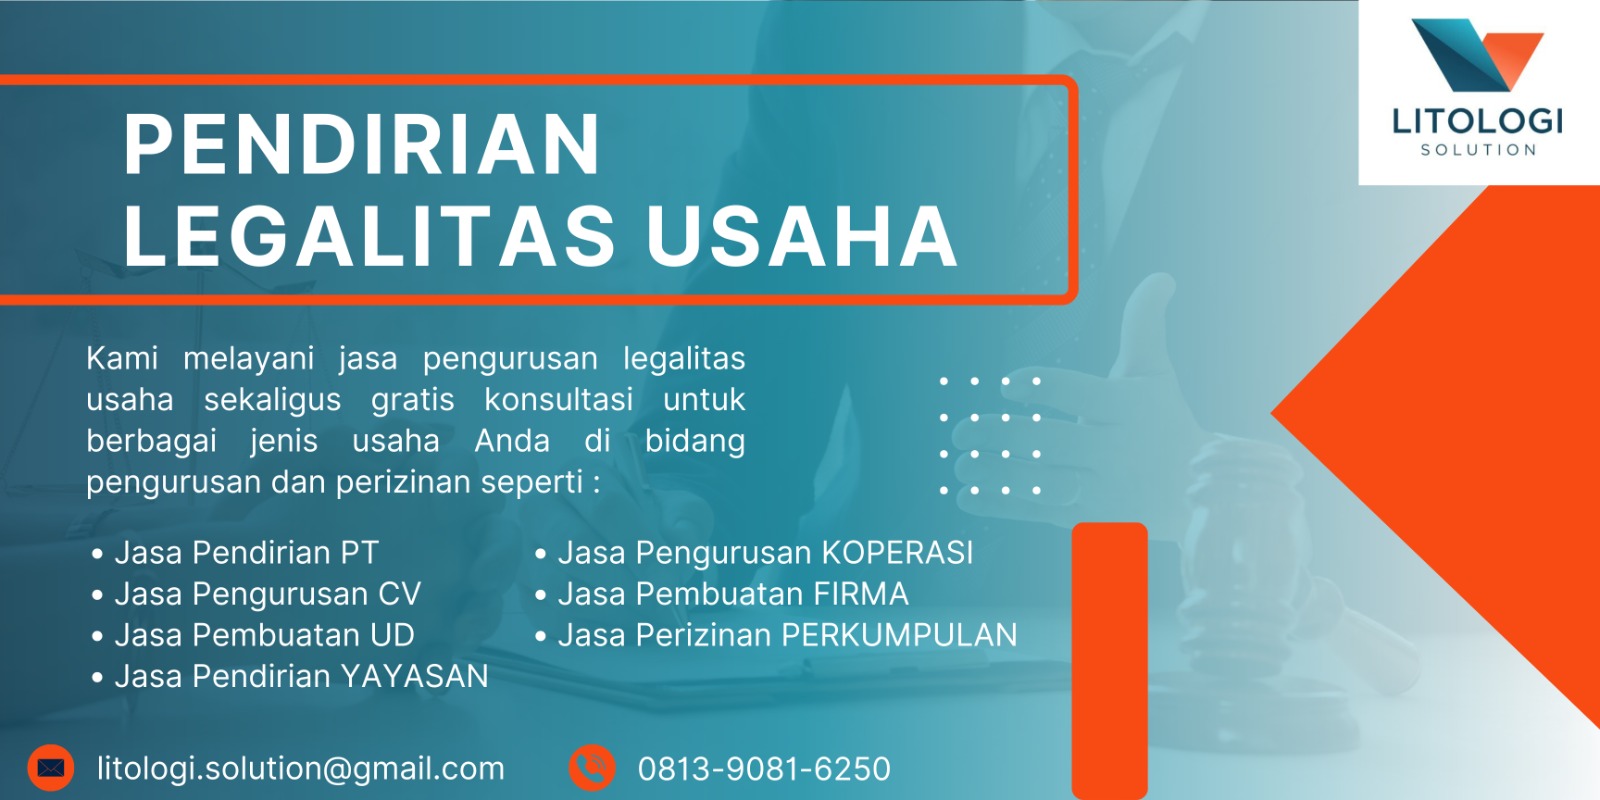 LITOLOGI
SOLUTION
PENDIRIAN
LEGALITAS USAHA
Kami melayani jasa pengurusan legalitas
usaha sekaligus gratis konsultasi untuk
berbagai jenis usaha Anda di bidang
pengurusan dan perizinan seperti :
• Jasa Pendirian PT
• Jasa Pengurusan CV
• Jasa Pembuatan UD
• Jasa Pendirian YAYASAN
• Jasa Pengurusan KOPERASI
• Jasa Pembuatan FIRMA
• Jasa Perizinan PERKUMPULAN
litologi.solution@gmail.com
0813-9081-6250